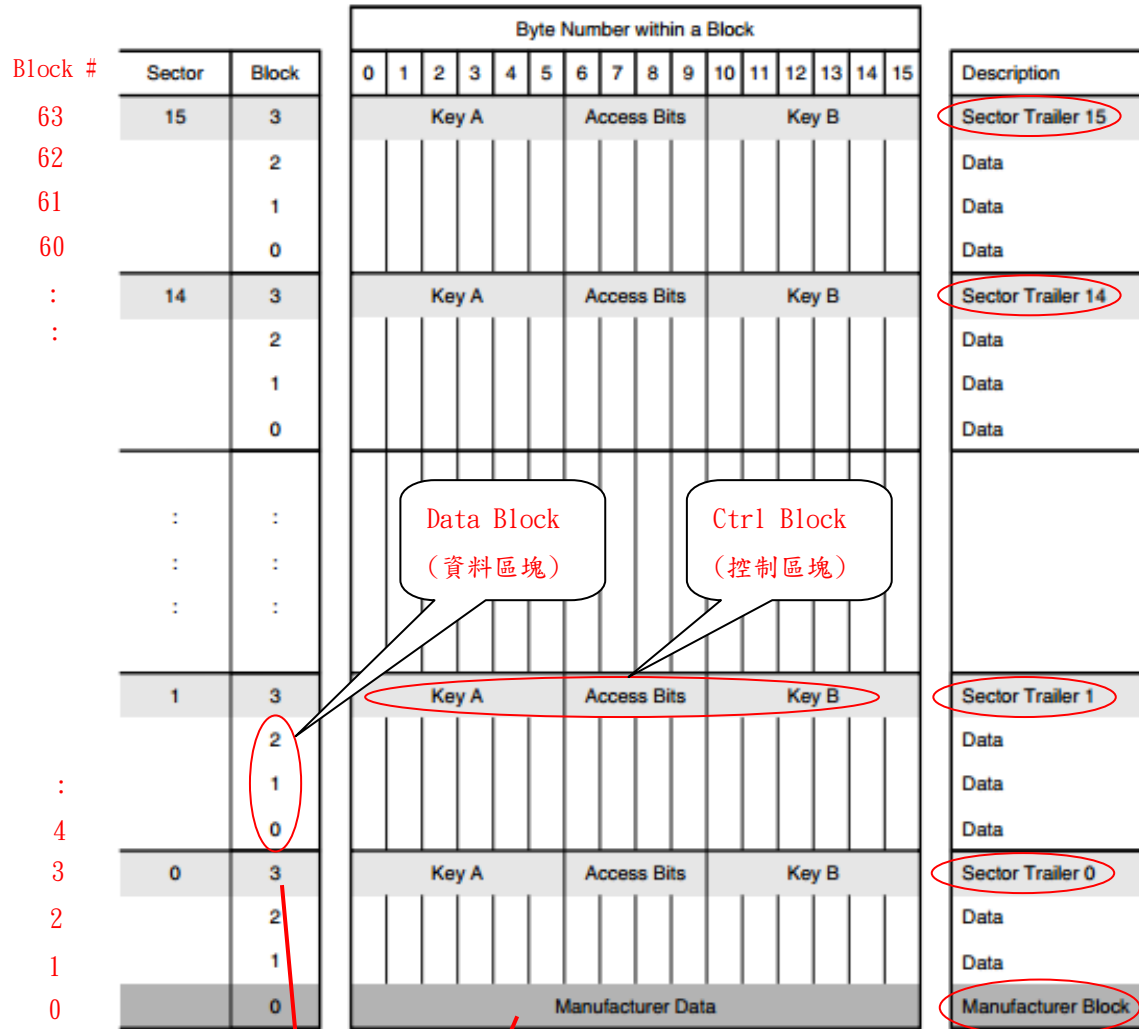 Byte Number within a Block
Block # Sector Block 0 1 2 3 4 5 6 7 8 9 10 11 12 13 14 15 Description
63 15 3 Key A Access Bits Key B Sector Trailer 15
62 2 Data
61 1 Data
60 0 Data
: 14 3 Key A Access Bits Key B Sector Trailer 14
: 2 Data
1 Data
0 Data
: : Data Block Ctrl Block
: : (資料區塊) (控制區塊)
: :
1 3 Key A Access Bits Key B Sector Trailer 1
2 Data
: 1 Data
4 0 Data
3 0 3 Key A Access Bits Key B Sector Trailer 0
2 2 Data
1 1 Data
0 0 Manufacturer Data Manufacturer Block